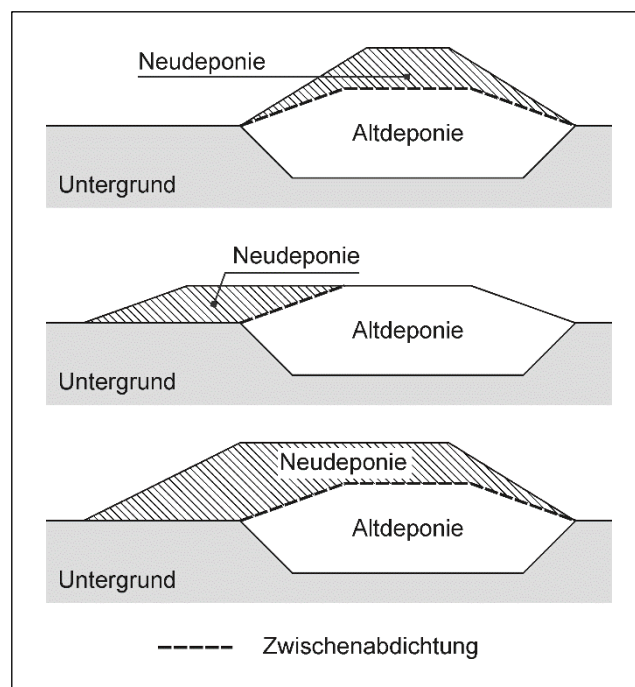 Neudeponie
Altdeponie
Untergrund
Neudeponie
Altdeponie
Untergrund
Neudeponie
Altdeponie
Untergrund
Zwischenabdichtung